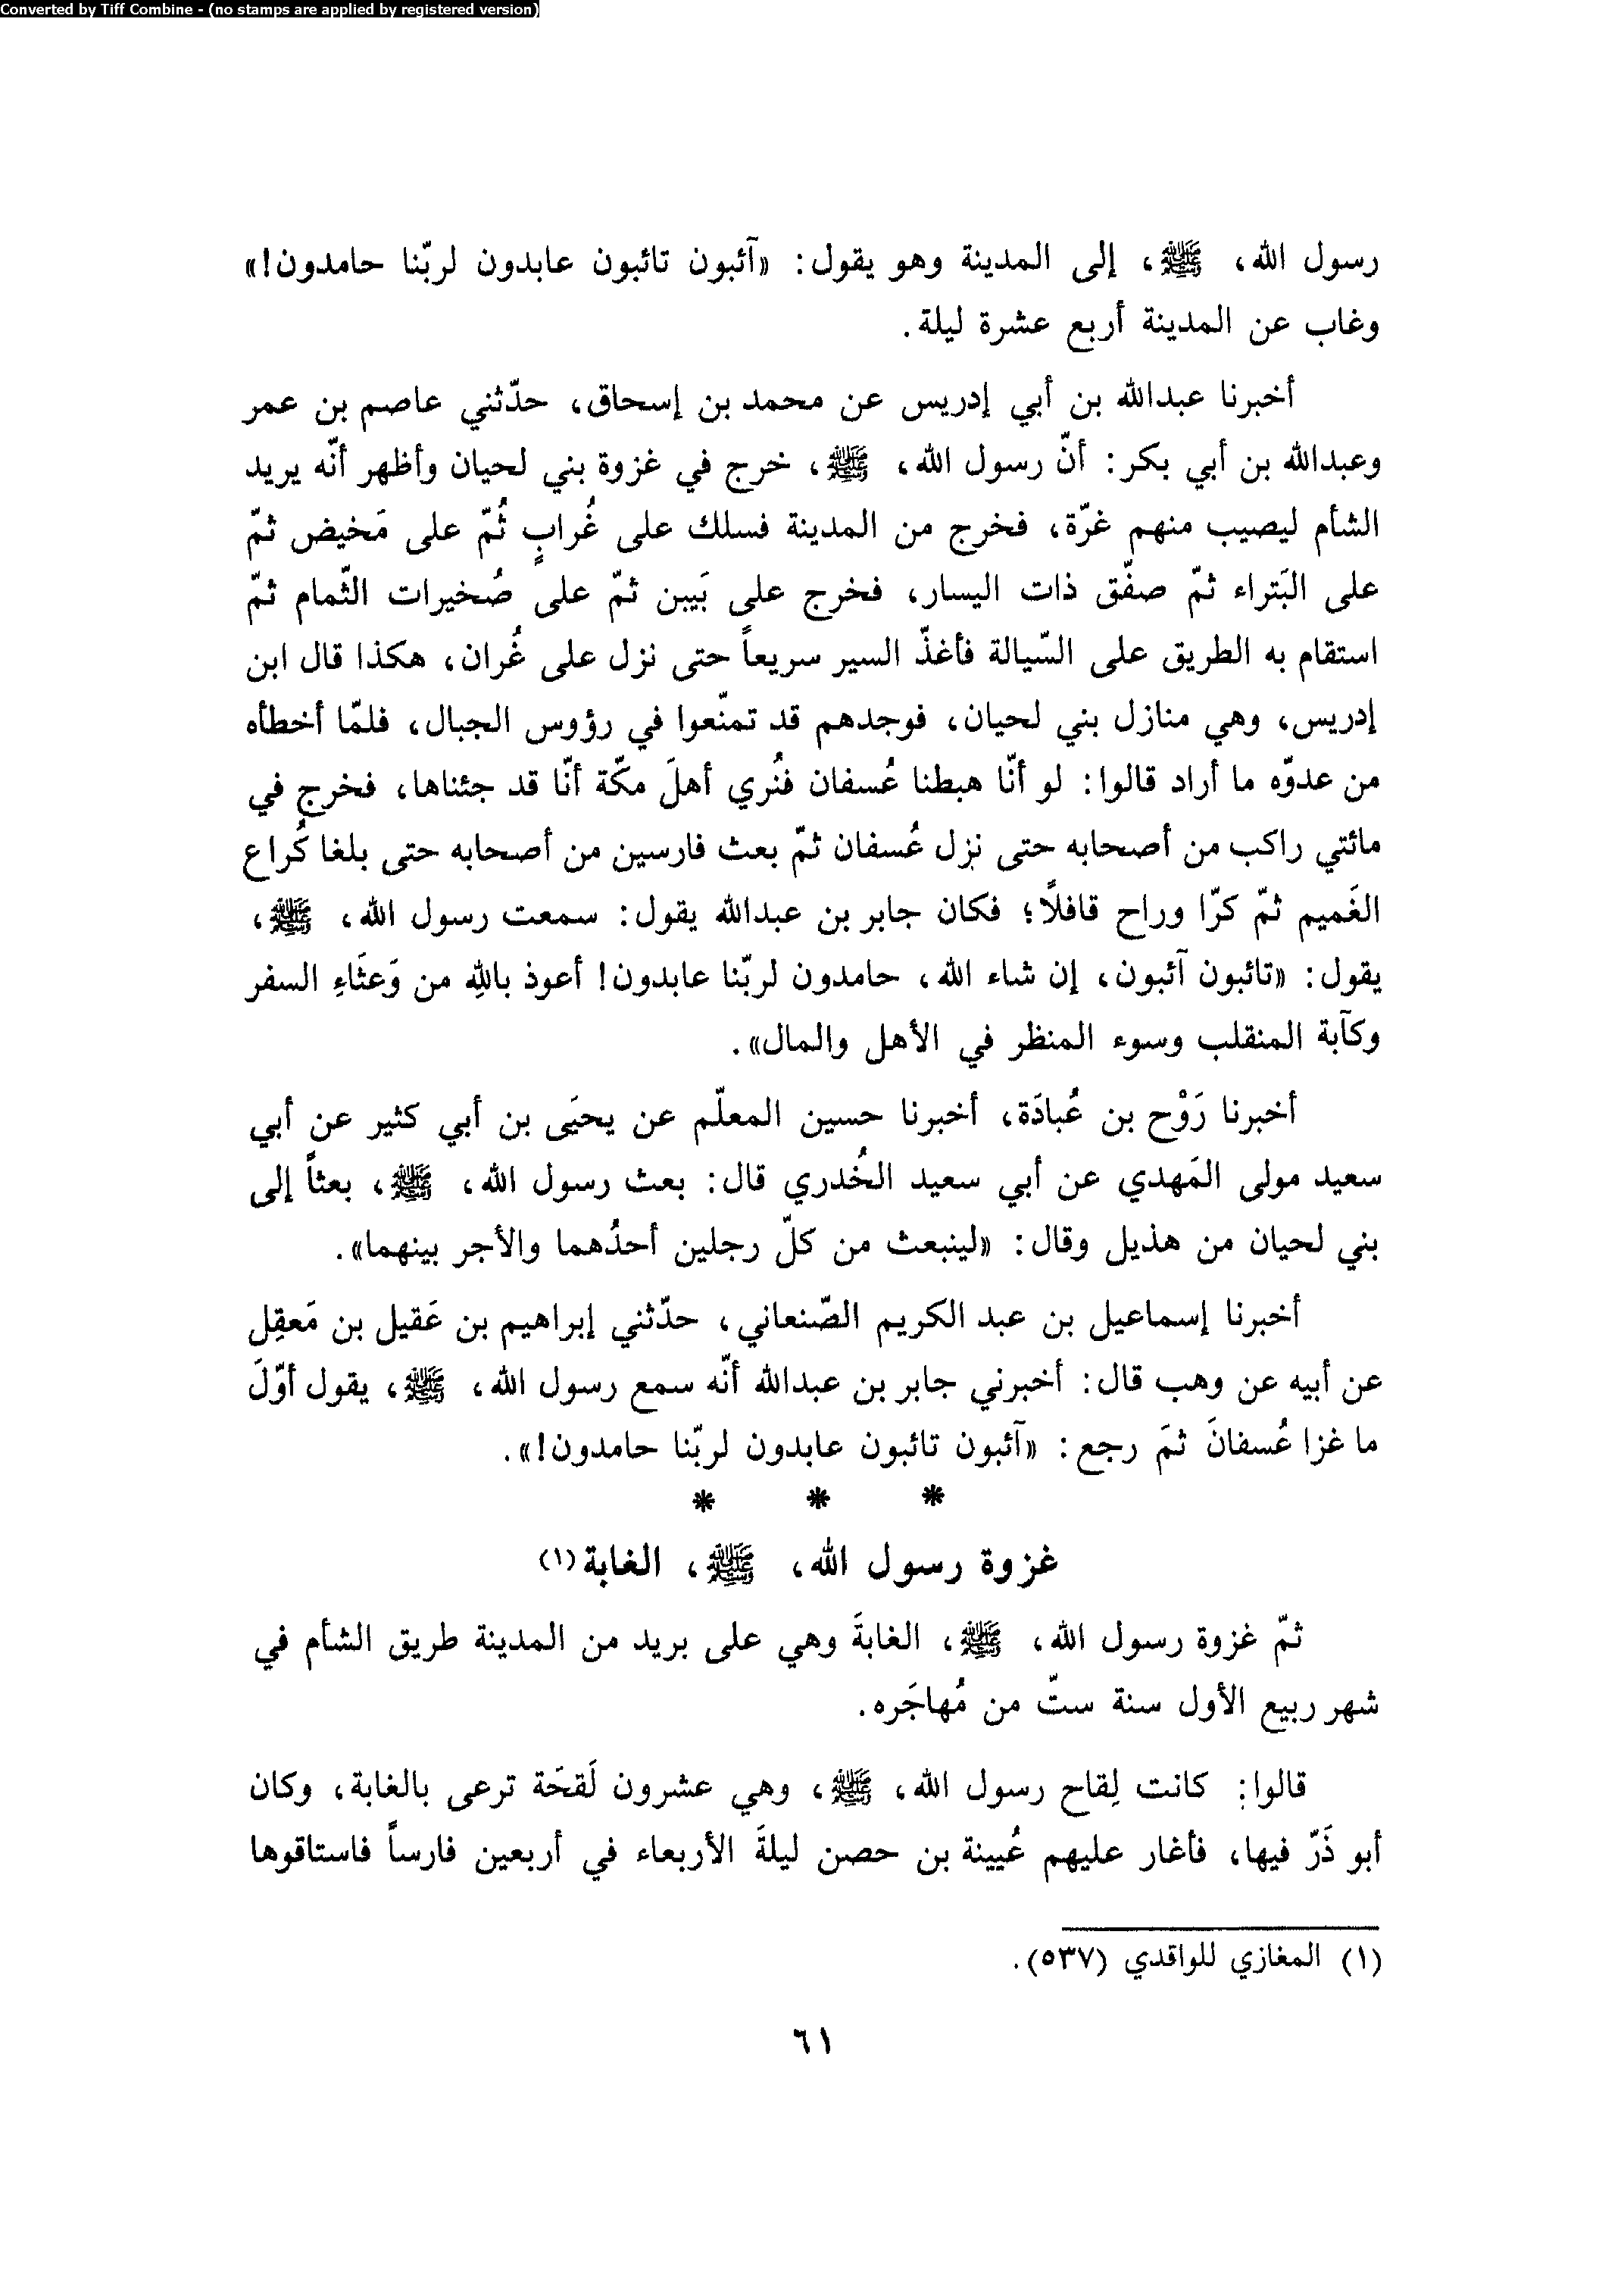 Converted by Tiff Combine - (no stamps are applied by registered version)
رسول الله، ﷺ، إلى المدينة وهو يقول: «آئبون تائبون عابدون لربّنا حامدون!»
وغاب عن المدينة أربع عشرة ليلة.
أخبرنا عبدالله بن أبي إدريس عن محمد بن إسحاق، حدّثني عاصم بن عمر
وعبدالله بن أبي بكر: أنّ رسول الله، ﷺ، خرج في غزوة بني لحيان وأظهر أنّه يريد
الشأم ليصيب منهم غرّة، فخرج من المدينة فسلك على غُرابٍ ثُمّ على مَخيض ثمّ
على البَتراء ثمّ صفّق ذات اليسار، فخرج على بَيبن ثمّ على صُخيرات الثّمام ثمّ
استقام به الطريق على السّيالة فأغذّ السير سريعاً حتى نزل على غُران، هكذا قال ابن
إدريس، وهي منازل بني لحيان، فوجدهم قد تمنّعوا في رؤوس الجبال، فلمّا أخطأه
من عدوّه ما أراد قالوا: لو أنّا هبطنا عُسفان فنُري أهلَ مكّة أنّا قد جئناها، فخرج في
مائتي راكب من أصحابه حتى نزل عُسفان ثمّ بعث فارسين من أصحابه حتى بلغا كُراع
الغَميم ثمّ كرّا وراح قافلًا؛ فكان جابر بن عبدالله يقول: سمعت رسول الله، ﷺ،
يقول: «تائبون آئبون، إن شاء الله، حامدون لربّنا عابدون! أعوذ باللهِ من وَعثَاءِ السفر
وكآبة المنقلب وسوء المنظر في الأهل والمال».
أخبرنا رَوْح بن عُبادَة، أخبرنا حسين المعلّم عن يحيَى بن أبي كثير عن أبي
سعيد مولى المَهدي عن أبي سعيد الخُدري قال: بعث رسول الله، ﷺ، بعثاً إلى
بني لحيان من هذيل وقال: «لينبعث من كلّ رجلين أحدُهما والأجر بينهما».
أخبرنا إسماعيل بن عبد الكريم الصّنعاني، حدّثني إبراهيم بن عَقيل بن مَعقِل
عن أبيه عن وهب قال: أخبرني جابر بن عبدالله أنّه سمع رسول الله، ﷺ، يقول أوّلَ
ما غزا عُسفانَ ثمَ رجع: «آئبون تائبون عابدون لربّنا حامدون!».
* * *
غزوة رسول الله، ﷺ، الغابة(١)
ثمّ غزوة رسول الله، ﷺ، الغابةَ وهي على بريد من المدينة طريق الشأم في
شهر ربيع الأول سنة ستّ من مُهاجَره.
قالوا: كانت لِقاح رسول الله، ﷺ، وهي عشرون لَقحَة ترعى بالغابة، وكان
أبو ذَرّ فيها، فأغار عليهم عُيينة بن حصن ليلةَ الأربعاء في أربعين فارساً فاستاقوها
(١) المغازي للواقدي (٥٣٧).
٦١